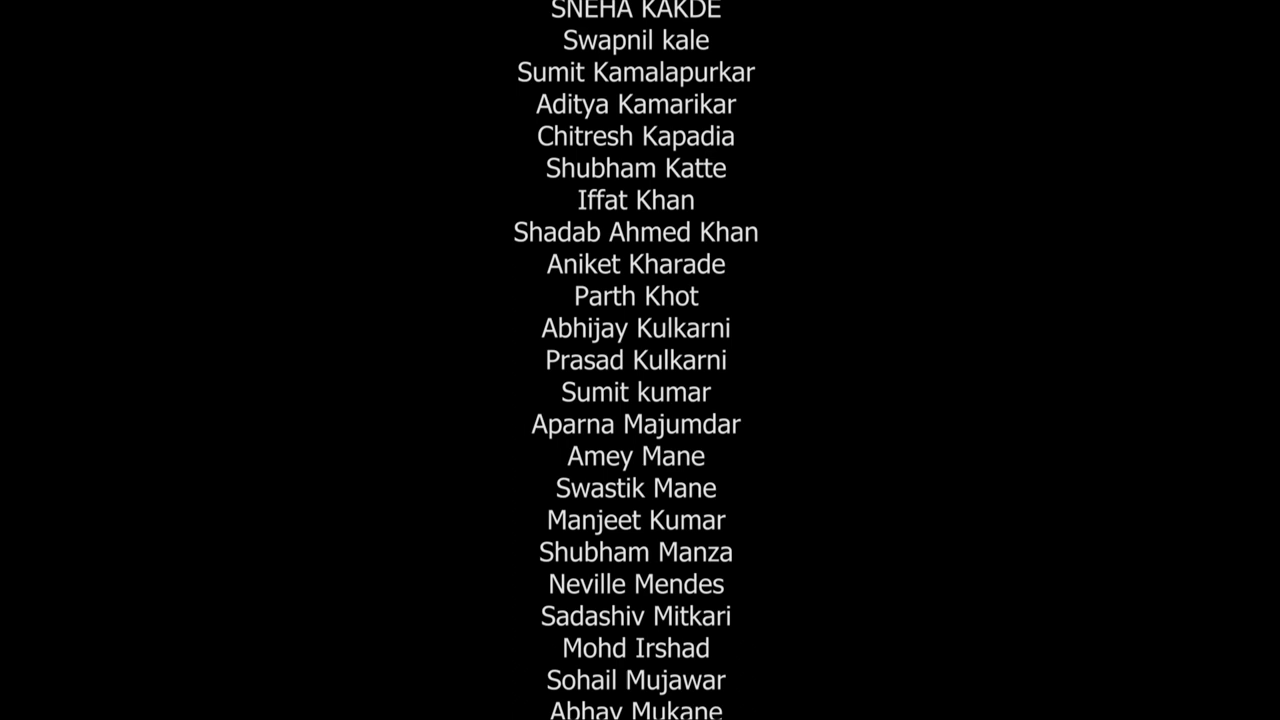 SNEHA KAKDE
Swapnil kale
Sumit Kamalapurkar
Aditya Kamarikar
Chitresh Kapadia
Shubham Katte
Iffat Khan
Shadab Ahmed Khan
Aniket Kharade
Parth Khot
Abhijay Kulkarni
Prasad Kulkarni
Sumit kumar
Aparna Majumdar
Amey Mane
Swastik Mane
Manjeet Kumar
Shubham Manza
Neville Mendes
Sadashiv Mitkari
Mohd Irshad
Sohail Mujawar
Abhay Mukane